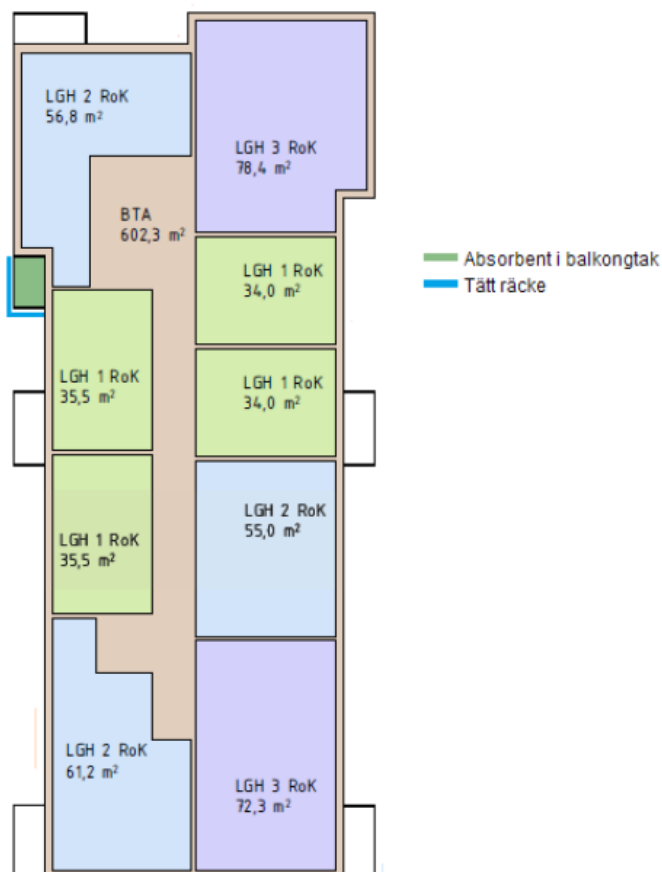 LGH 2 RoK
56,8 m²
LGH 3 RoK
78,4 m²
BTA
602,3 m²
LGH 1 RoK
34,0 m²
Absorbent i balkongtak
Tätt räcke
LGH 1 RoK
35,5 m²
LGH 1 RoK
34,0 m²
LGH 1 RoK
35,5 m²
LGH 2 RoK
55,0 m²
LGH 2 RoK
61,2 m²
LGH 3 RoK
72,3 m²